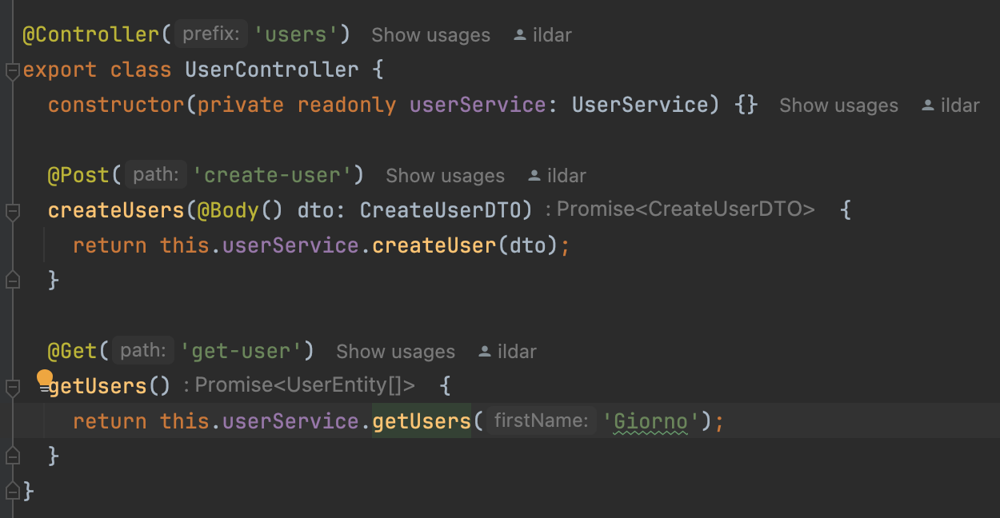 @Controller( prefix: 'users') Show usages ildar
export class UserController {
constructor(private readonly userService: UserService) {} Show usages ildar
@Post( path: 'create-user') Show usages ildar
createUsers(@Body() dto: CreateUserDTO) : Promise<CreateUserDTO> {
return this.userService.createUser(dto);
}
@Get( path: 'get-user') Show usages ildar
getUsers() : Promise<UserEntity[]> {
return this.userService.getUsers( firstName: 'Giorno');
}
}